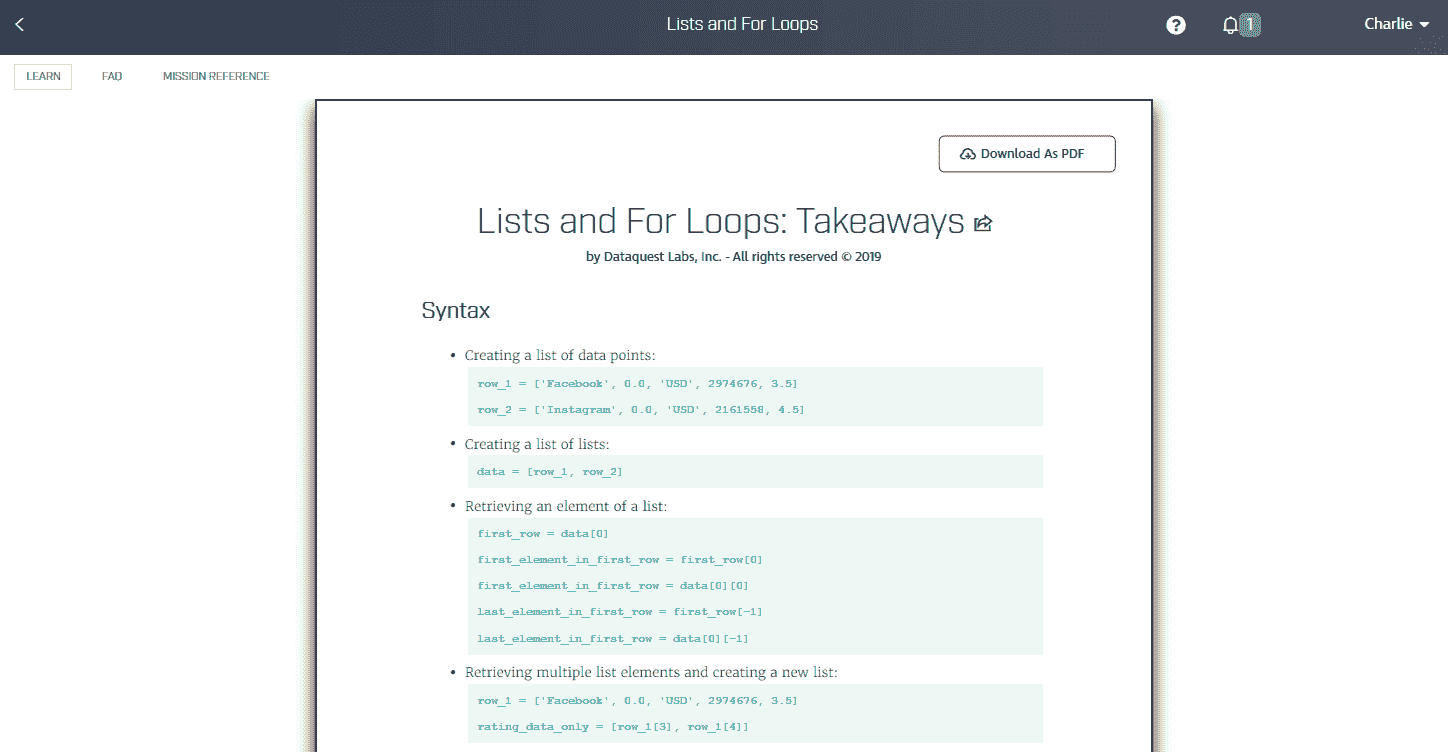 Lists and For Loops
? 1 Charlie
LEARN FAQ MISSION REFERENCE
Download As PDF
Lists and For Loops: Takeaways
by Dataquest Labs, Inc. - All rights reserved © 2019
Syntax
• Creating a list of data points:
row_1 = ['Facebook', 0.0, 'USD', 2974676, 3.5]
row_2 = ['Instagram', 0.0, 'USD', 2161558, 4.5]
• Creating a list of lists:
data = [row_1, row_2]
• Retrieving an element of a list:
first_row = data[0]
first_element_in_first_row = first_row[0]
first_element_in_first_row = data[0][0]
last_element_in_first_row = first_row[-1]
last_element_in_first_row = data[0][-1]
• Retrieving multiple list elements and creating a new list:
row_1 = ['Facebook', 0.0, 'USD', 2974676, 3.5]
rating_data_only = [row_1[3], row_1[4]]